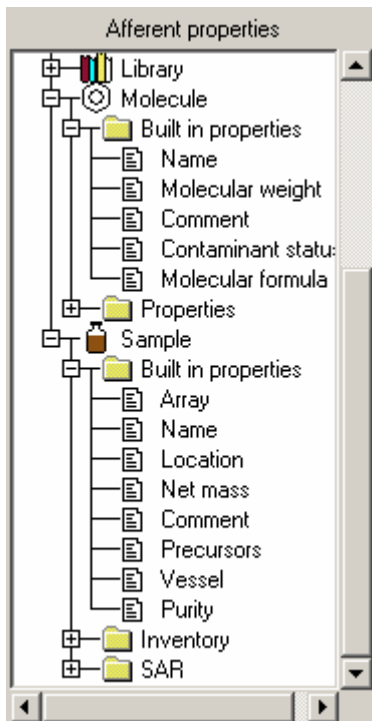 Afferent properties
Library
Molecule
Built in properties
Name
Molecular weight
Comment
Contaminant statu
Molecular formula
Properties
Sample
Built in properties
Array
Name
Location
Net mass
Comment
Precursors
Vessel
Purity
Inventory
SAR